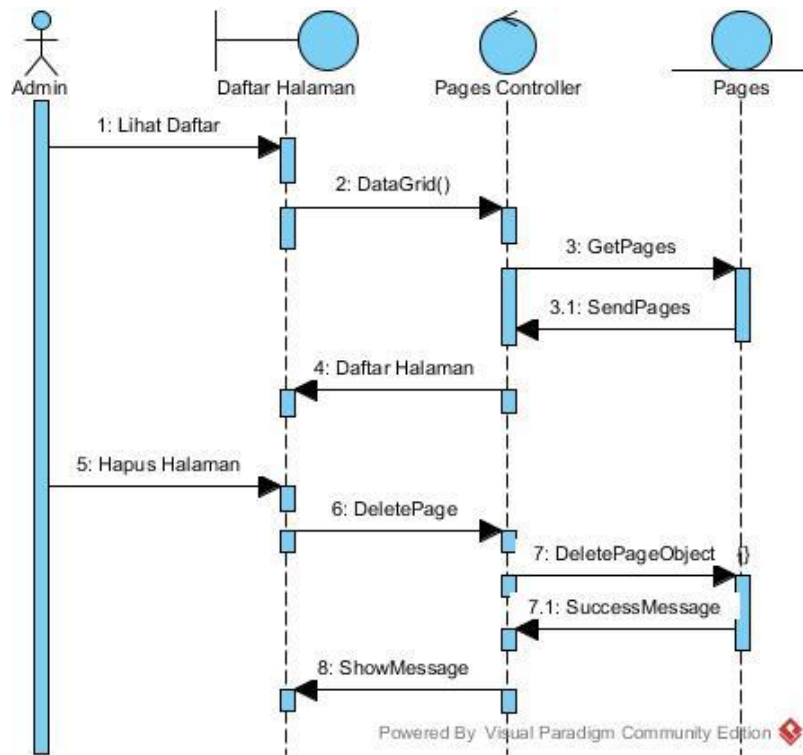 Admin
Daftar Halaman
Pages Controller
Pages
1: Lihat Daftar
2: DataGrid()
3: GetPages
3.1: SendPages
4: Daftar Halaman
5: Hapus Halaman
6: DeletePage
7: DeletePageObject ()
7.1: SuccessMessage
8: ShowMessage
Powered By Visual Paradigm Community Edition